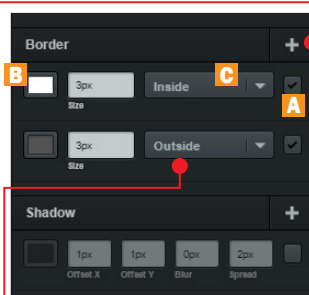 Border +
B 3px Inside C
A
Size
3px Outside
Size
Shadow +
1px 1px 0px 2px
Offset X Offset Y Blur Spread